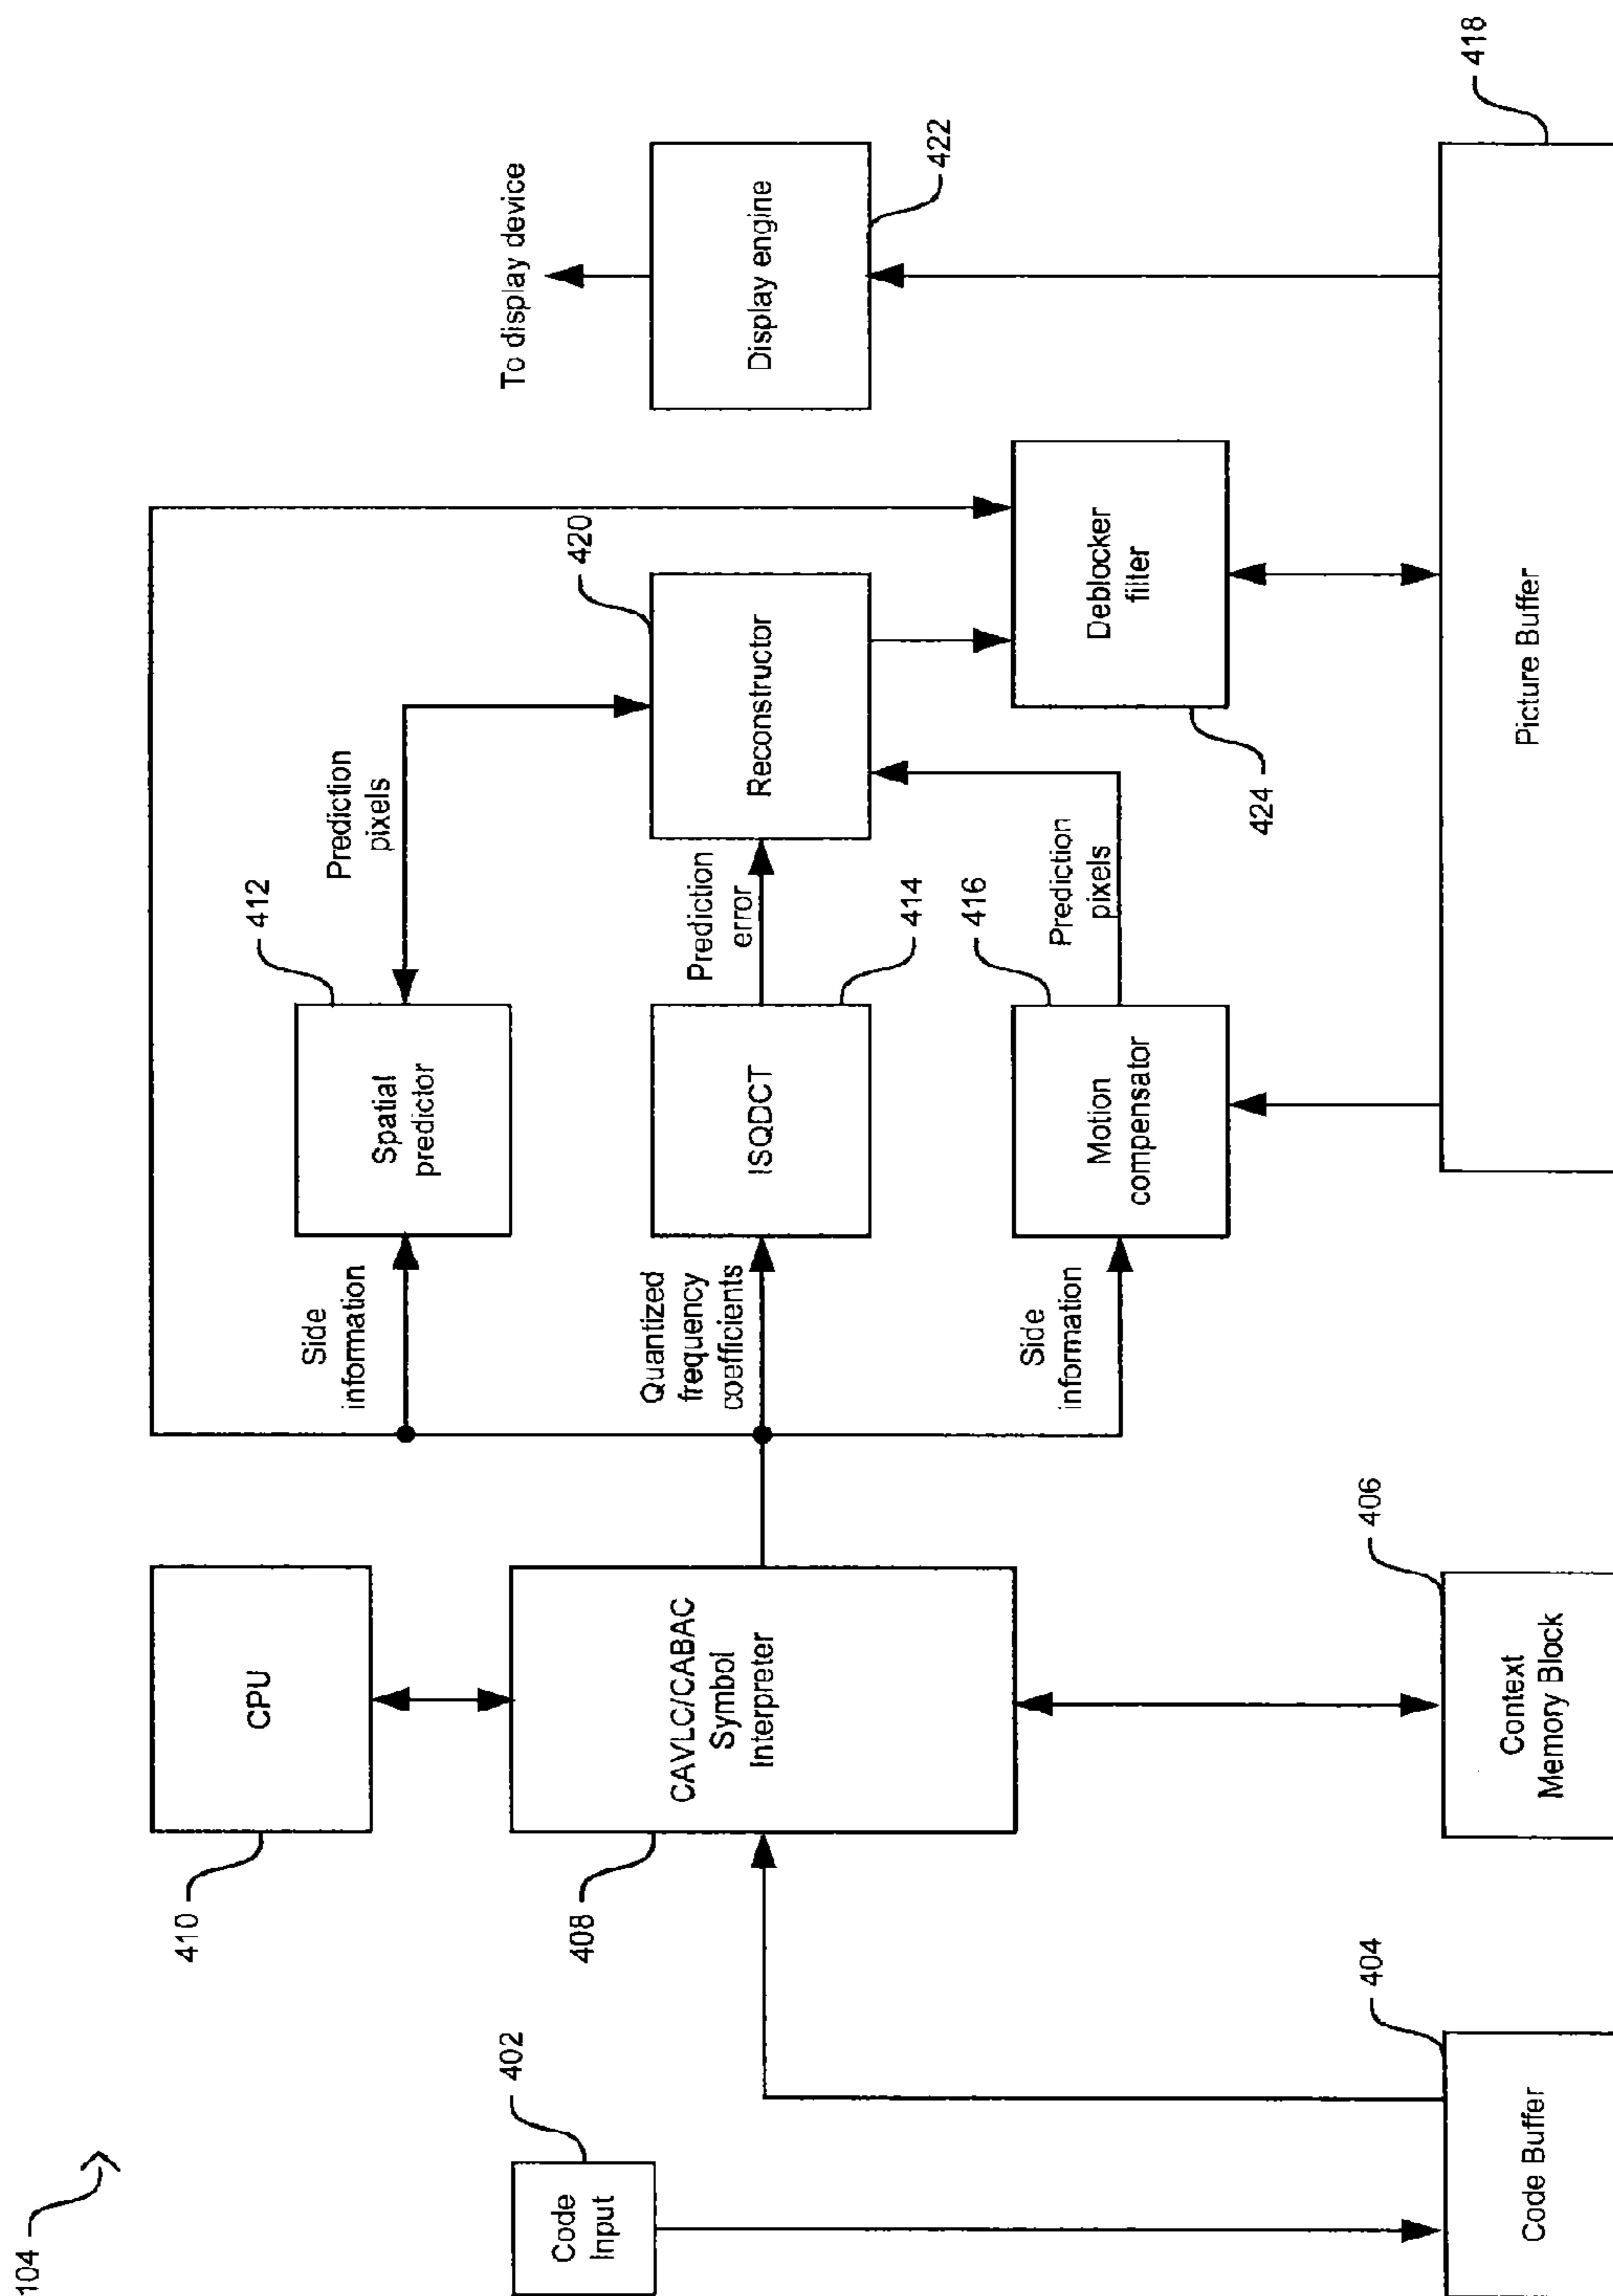 104
Code
Input
402
Code Buffer
404
CPU
410
CAVLC/CABAC
Symbol
Interpreter
408
Context
Memory Block
406
Side
information
Spatial
predictor
412
Prediction
pixels
Quantized
frequency
coefficients
ISQDCT
414
Prediction
error
Side
information
Motion
compensator
416
Prediction
pixels
Reconstructor
420
Deblocker
filter
424
To display device
Display engine
422
Picture Buffer
418